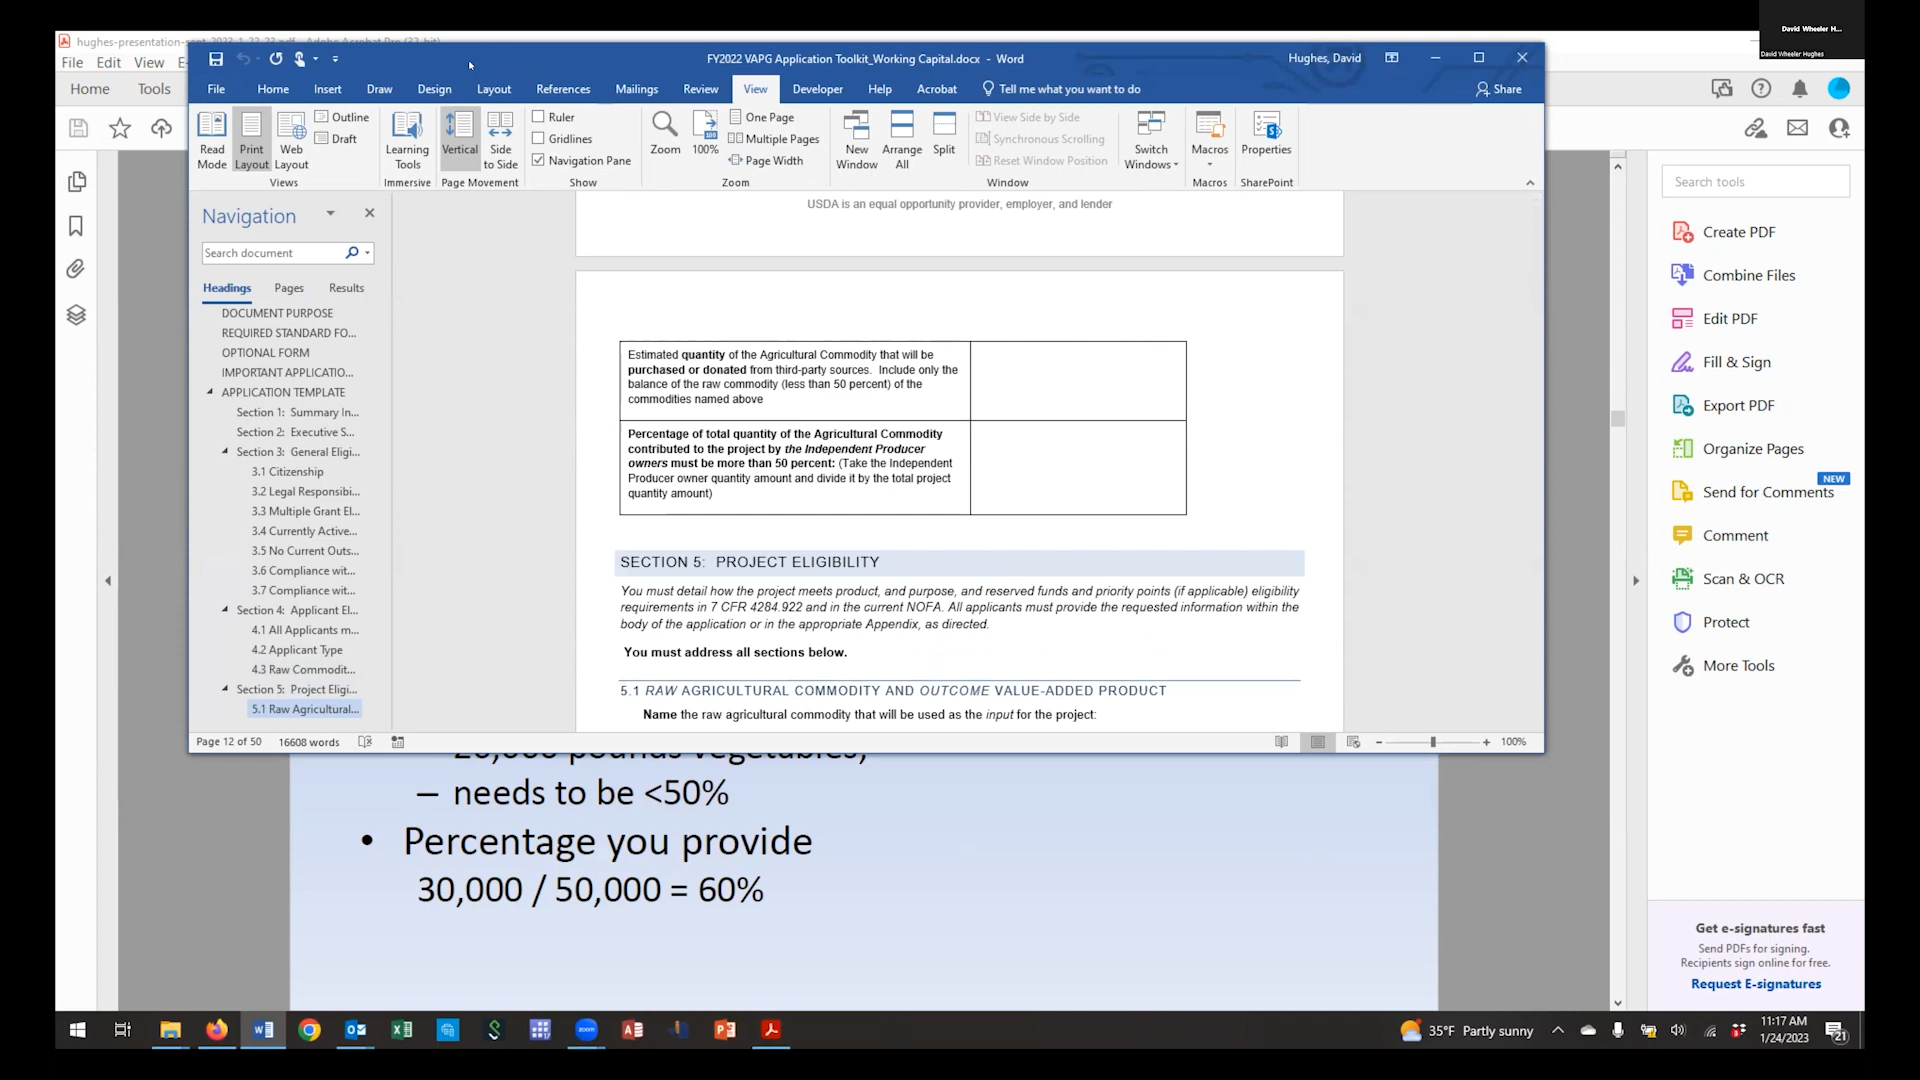 David Wheeler H...
David Wheeler Hughes
File Edit View
Home Tools
FY2022 VAPG Application Toolkit_Working Capital.docx - Word
Hughes, David
File Home Insert Draw Design Layout References Mailings Review View Developer Help Acrobat Tell me what you want to do Share
Read Mode
Print Layout
Web Layout
Outline
Draft
Views
Learning Tools
Immersive
Vertical
Side to Side
Page Movement
Ruler
Gridlines
Navigation Pane
Show
Zoom
100%
One Page
Multiple Pages
Page Width
Zoom
New Window
Arrange All
Split
View Side by Side
Synchronous Scrolling
Reset Window Position
Switch Windows
Window
Macros
Macros
Properties
SharePoint
Navigation
Search document
Headings Pages Results
DOCUMENT PURPOSE
REQUIRED STANDARD FO...
OPTIONAL FORM
IMPORTANT APPLICATIO...
APPLICATION TEMPLATE
Section 1: Summary In...
Section 2: Executive S...
Section 3: General Eligi...
3.1 Citizenship
3.2 Legal Responsibi...
3.3 Multiple Grant El...
3.4 Currently Active...
3.5 No Current Outs...
3.6 Compliance wit...
3.7 Compliance wit...
Section 4: Applicant El...
4.1 All Applicants m...
4.2 Applicant Type
4.3 Raw Commodit...
Section 5: Project Eligi...
5.1 Raw Agricultural...
USDA is an equal opportunity provider, employer, and lender
Estimated quantity of the Agricultural Commodity that will be
purchased or donated from third-party sources. Include only the
balance of the raw commodity (less than 50 percent) of the
commodities named above
Percentage of total quantity of the Agricultural Commodity
contributed to the project by the Independent Producer
owners must be more than 50 percent: (Take the Independent
Producer owner quantity amount and divide it by the total project
quantity amount)
SECTION 5: PROJECT ELIGIBILITY
You must detail how the project meets product, and purpose, and reserved funds and priority points (if applicable) eligibility
requirements in 7 CFR 4284.922 and in the current NOFA. All applicants must provide the requested information within the
body of the application or in the appropriate Appendix, as directed.
You must address all sections below.
5.1 RAW AGRICULTURAL COMMODITY AND OUTCOME VALUE-ADDED PRODUCT
Name the raw agricultural commodity that will be used as the input for the project:
Page 12 of 50 16608 words
100%
– needs to be <50%
• Percentage you provide
30,000 / 50,000 = 60%
Search tools
Create PDF
Combine Files
Edit PDF
Fill & Sign
Export PDF
Organize Pages
NEW
Send for Comments
Comment
Scan & OCR
Protect
More Tools
Get e-signatures fast
Send PDFs for signing.
Recipients sign online for free.
Request E-signatures
35°F Partly sunny
11:17 AM
1/24/2023
21